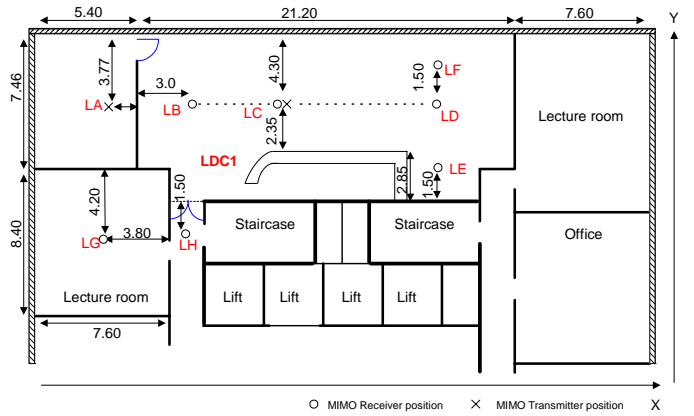 5.40
21.20
7.60
Y
7.46
3.77
3.0
4.30
1.50
LF
LA
LB
LC
LD
Lecture room
2.35
LDC1
2.85
1.50
LE
8.40
4.20
1.50
LG
3.80
LH
Staircase
Staircase
Office
Lecture room
Lift
Lift
Lift
Lift
7.60
MIMO Receiver position
MIMO Transmitter position
X